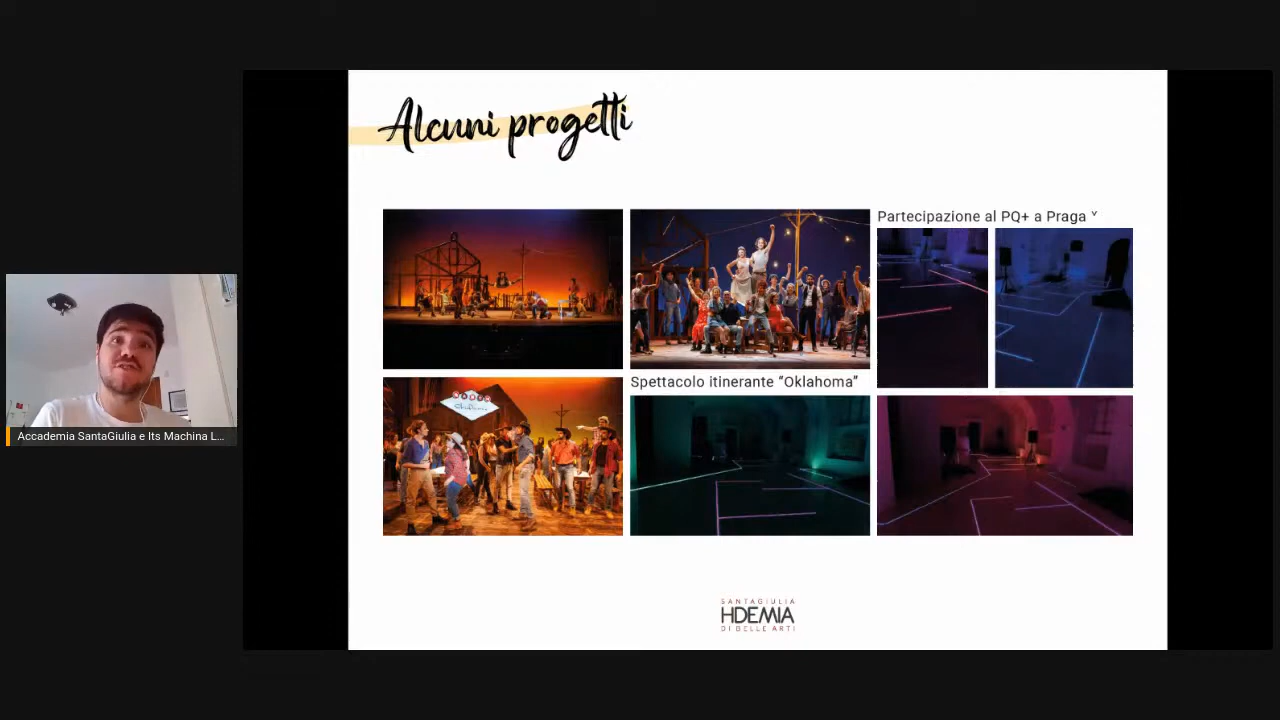 Alcuni progetti
Partecipazione al PQ+ a Praga ˅
Spettacolo itinerante “Oklahoma”
Accademia SantaGiulia e Its Machina L...
SANTAGIULIA
HDEMIA
DI BELLE ARTI